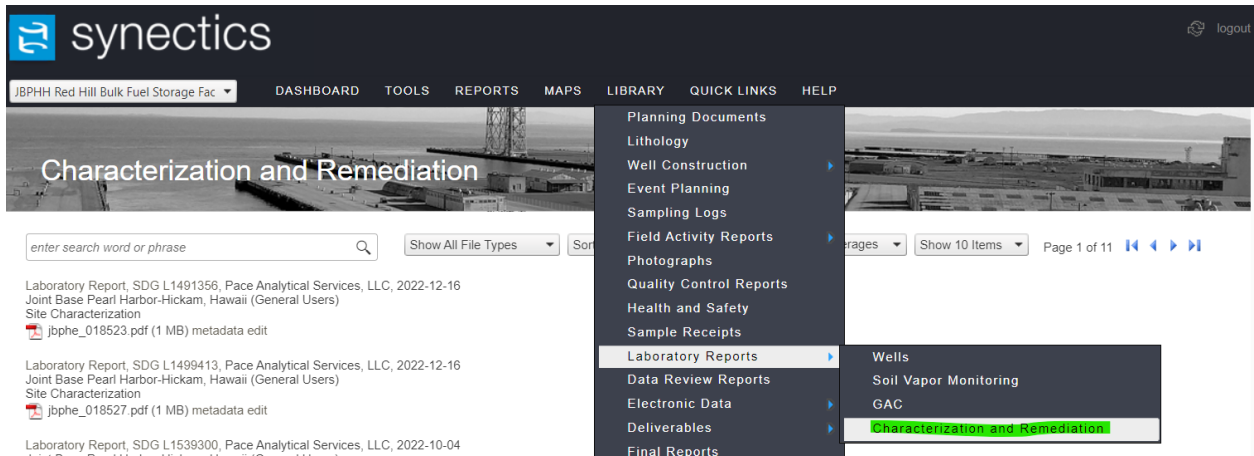 synectics
logout
JBPHH Red Hill Bulk Fuel Storage Fac
DASHBOARD TOOLS REPORTS MAPS LIBRARY QUICK LINKS HELP
Characterization and Remediation
Planning Documents
Lithology
Well Construction
Event Planning
Sampling Logs
Field Activity Reports
Photographs
Quality Control Reports
Health and Safety
Sample Receipts
Laboratory Reports
Data Review Reports
Electronic Data
Deliverables
Final Reports
Wells
Soil Vapor Monitoring
GAC
Characterization and Remediation
enter search word or phrase
Show All File Types
Sort
erages
Show 10 Items
Page 1 of 11
Laboratory Report, SDG L1491356, Pace Analytical Services, LLC, 2022-12-16
Joint Base Pearl Harbor-Hickam, Hawaii (General Users)
Site Characterization
jbphe_018523.pdf (1 MB) metadata edit
Laboratory Report, SDG L1499413, Pace Analytical Services, LLC, 2022-12-16
Joint Base Pearl Harbor-Hickam, Hawaii (General Users)
Site Characterization
jbphe_018527.pdf (1 MB) metadata edit
Laboratory Report, SDG L1539300, Pace Analytical Services, LLC, 2022-10-04